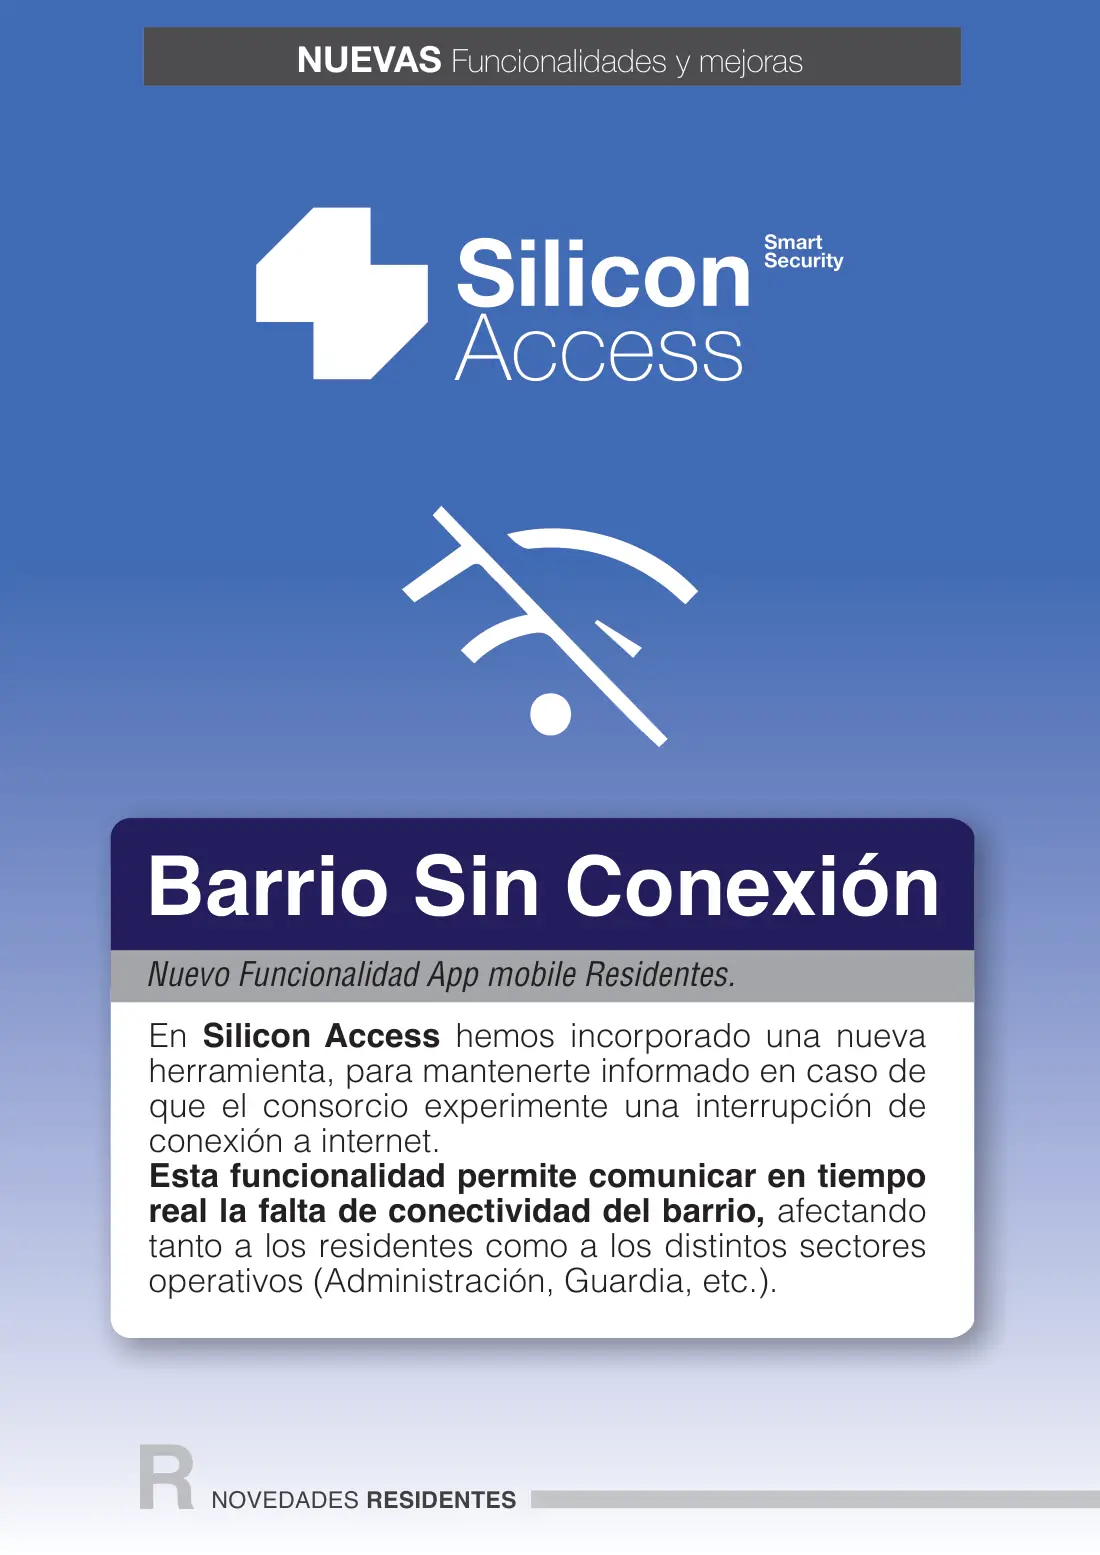 NUEVAS Funcionalidades y mejoras
Silicon
Access
Smart
Security
Barrio Sin Conexión
Nuevo Funcionalidad App mobile Residentes.
En Silicon Access hemos incorporado una nueva
herramienta, para mantenerte informado en caso de
que el consorcio experimente una interrupción de
conexión a internet.
Esta funcionalidad permite comunicar en tiempo
real la falta de conectividad del barrio, afectando
tanto a los residentes como a los distintos sectores
operativos (Administración, Guardia, etc.).
R NOVEDADES RESIDENTES